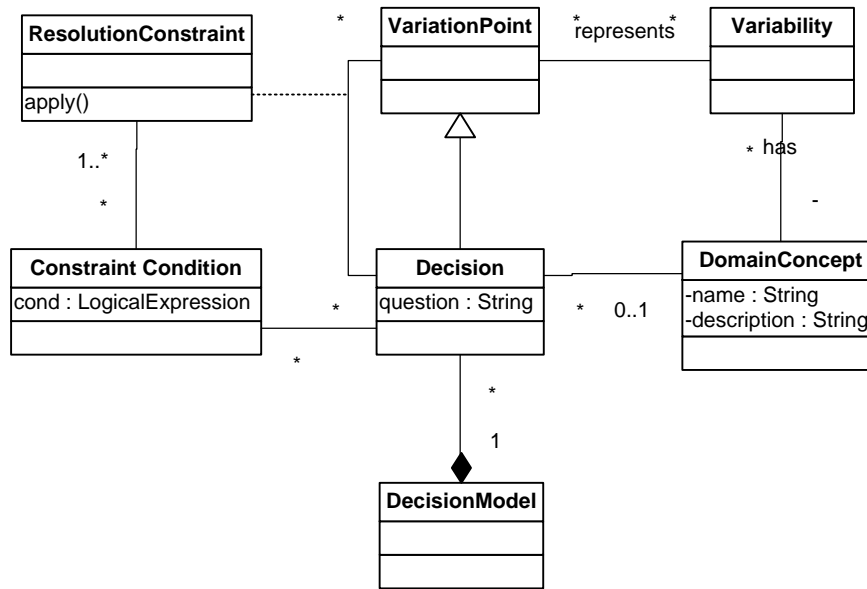 ResolutionConstraint
apply()
*
VariationPoint
* represents *
Variability
1..*
*
* has
-
Constraint Condition
cond : LogicalExpression
*
*
Decision
question : String
*
0..1
DomainConcept
-name : String
-description : String
*
1
DecisionModel